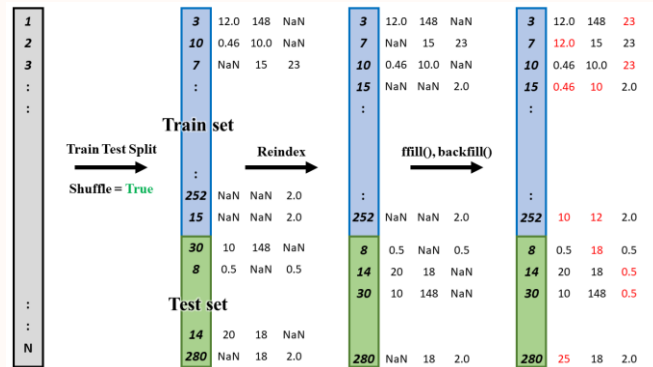 1
2
3
:
:
:
:
N
Train Test Split
Shuffle = True
3 12.0 148 NaN
10 0.46 10.0 NaN
7 NaN 15 23
:
Train set
:
252 NaN NaN 2.0
15 NaN NaN 2.0
30 10 148 NaN
8 0.5 NaN 0.5
Test set
14 20 18 NaN
280 NaN 18 2.0
Reindex
3 12.0 148 NaN
7 NaN 15 23
10 0.46 10.0 NaN
15 NaN NaN 2.0
:
:
252 NaN NaN 2.0
8 0.5 NaN 0.5
14 20 18 NaN
30 10 148 NaN
280 NaN 18 2.0
ffill(), backfill()
3 12.0 148 23
7 12.0 15 23
10 0.46 10.0 23
15 0.46 10 2.0
:
:
252 10 12 2.0
8 0.5 18 0.5
14 20 18 0.5
30 10 148 0.5
280 25 18 2.0